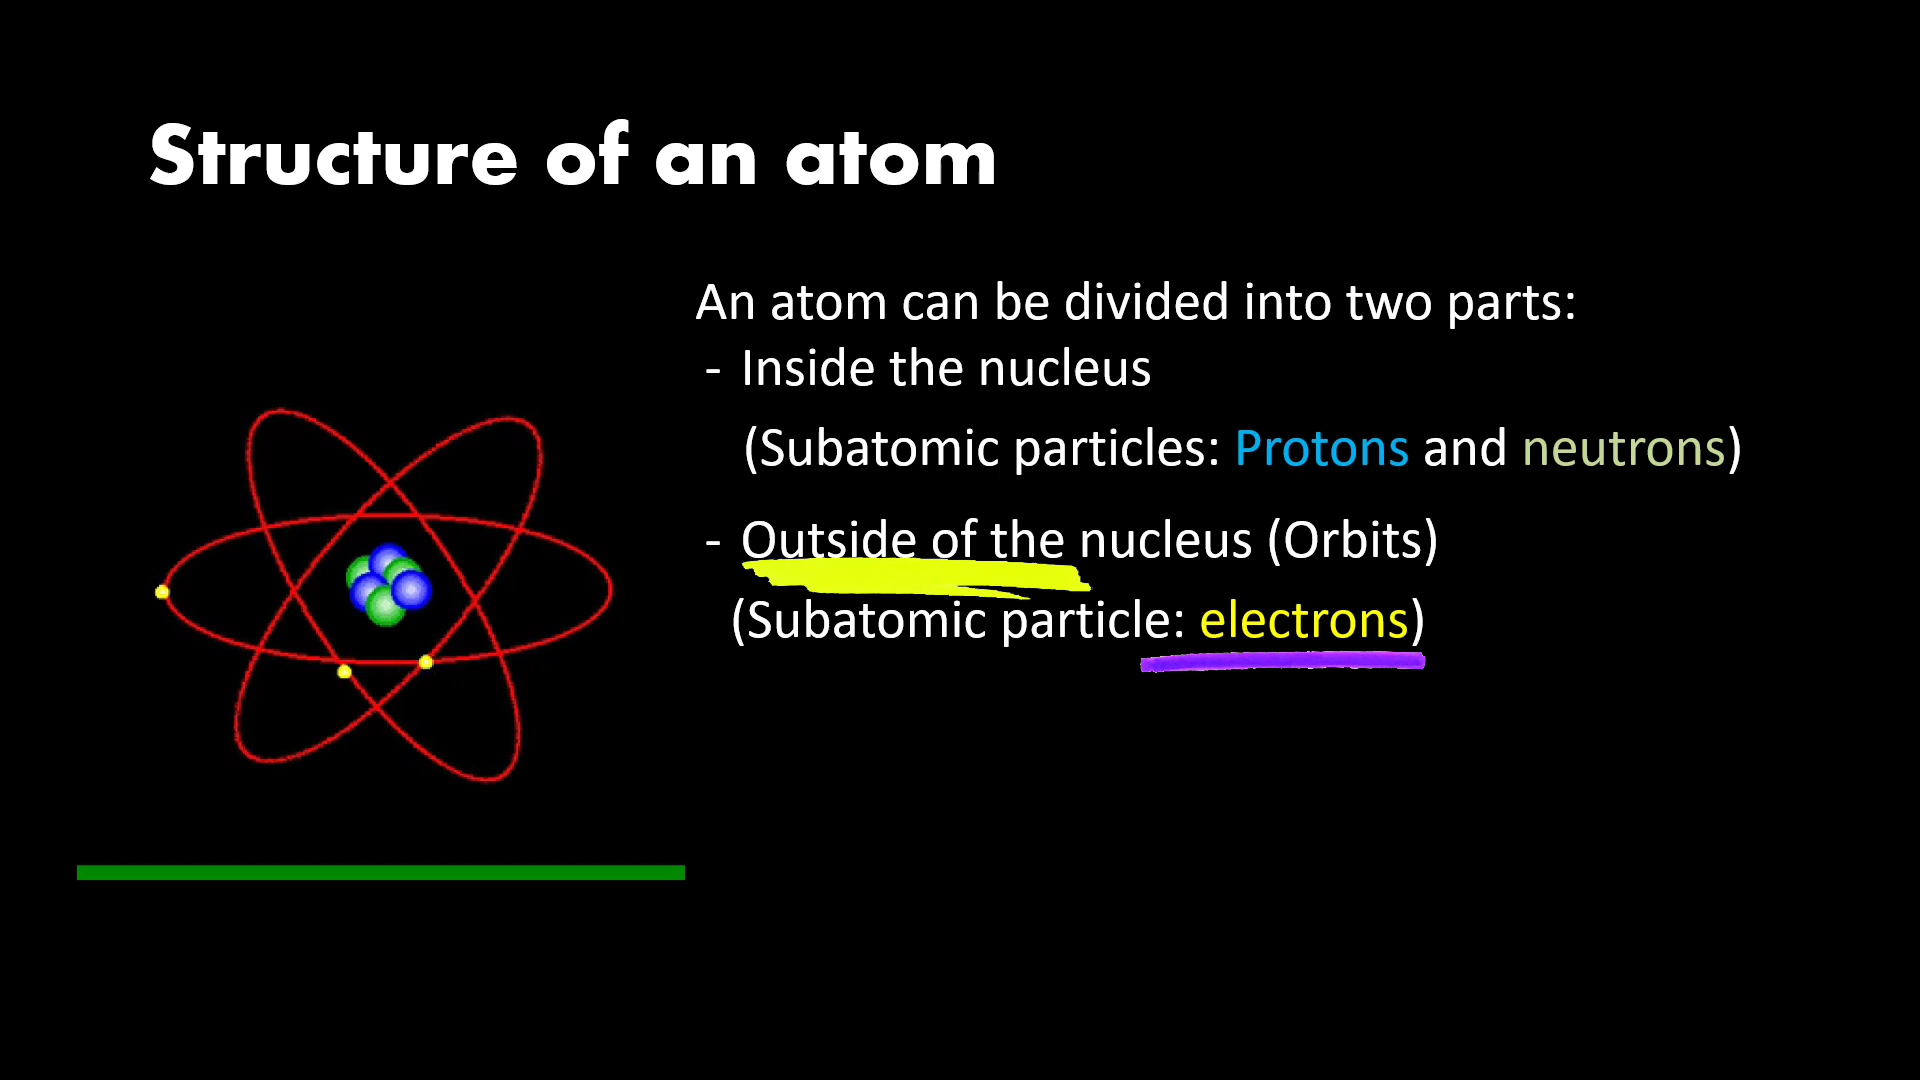 Structure of an atom
An atom can be divided into two parts:
- Inside the nucleus
(Subatomic particles: Protons and neutrons)
- Outside of the nucleus (Orbits)
(Subatomic particle: electrons)